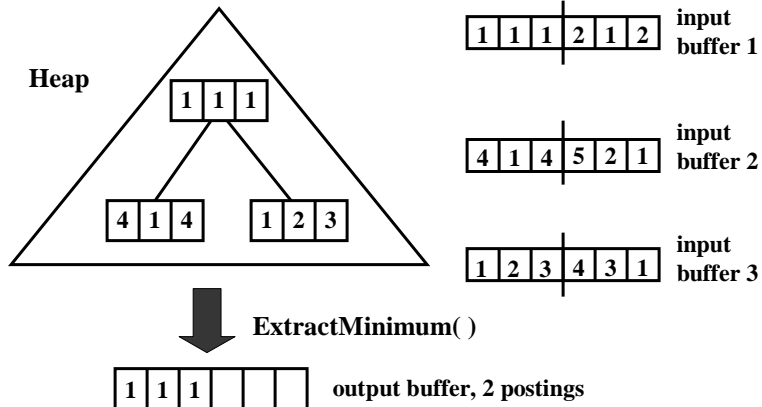 1 1 1 2 1 2
input
buffer 1
Heap
1 1 1
4 1 4 5 2 1
input
buffer 2
4 1 4
1 2 3
1 2 3 4 3 1
input
buffer 3
ExtractMinimum( )
1 1 1
output buffer, 2 postings